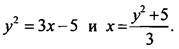 y² = 3x – 5 и x = (y² + 5)/3.